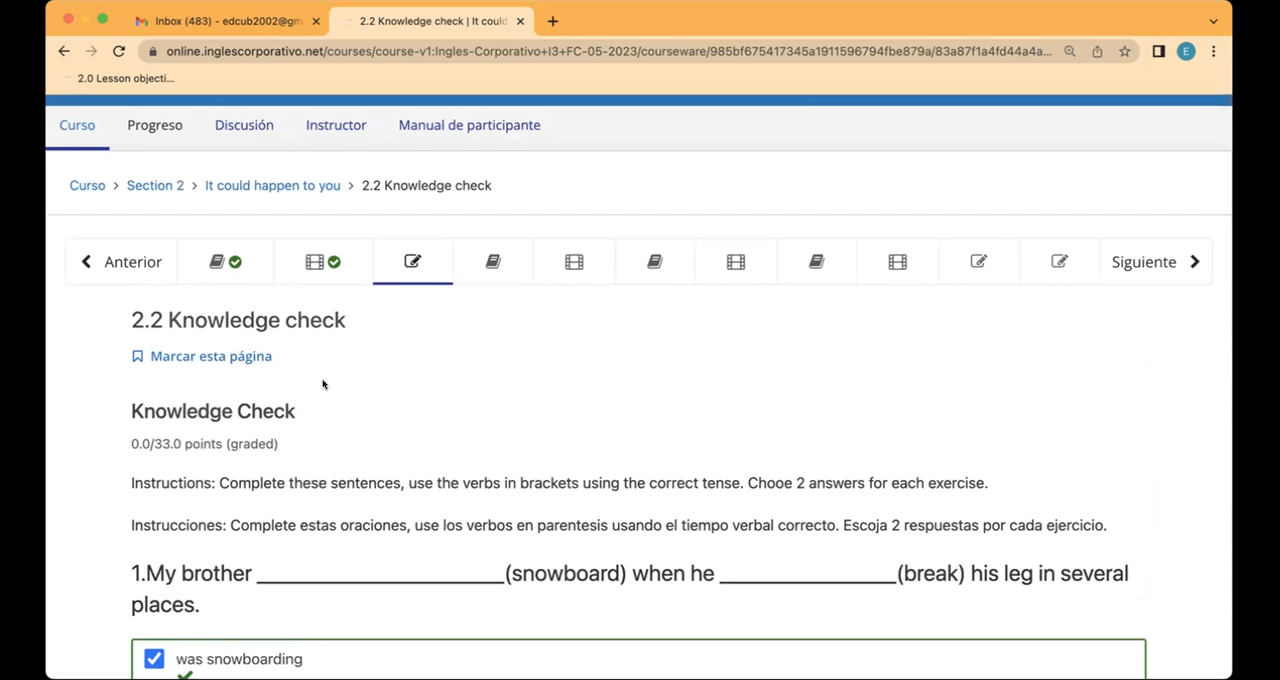 Inbox (483) - edcub2002@gm
2.2 Knowledge check | It could
online.inglescorporativo.net/courses/course-v1:Ingles-Corporativo+I3+FC-05-2023/courseware/985bf675417345a1911596794fbe879a/83a87f1a4fd44a4a...
E
2.0 Lesson objecti...
Curso Progreso Discusión Instructor Manual de participante
Curso > Section 2 > It could happen to you > 2.2 Knowledge check
Anterior
Siguiente
2.2 Knowledge check
Marcar esta página
Knowledge Check
0.0/33.0 points (graded)
Instructions: Complete these sentences, use the verbs in brackets using the correct tense. Chooe 2 answers for each exercise.
Instrucciones: Complete estas oraciones, use los verbos en parentesis usando el tiempo verbal correcto. Escoja 2 respuestas por cada ejercicio.
1.My brother ____________________(snowboard) when he ______________(break) his leg in several
places.
was snowboarding